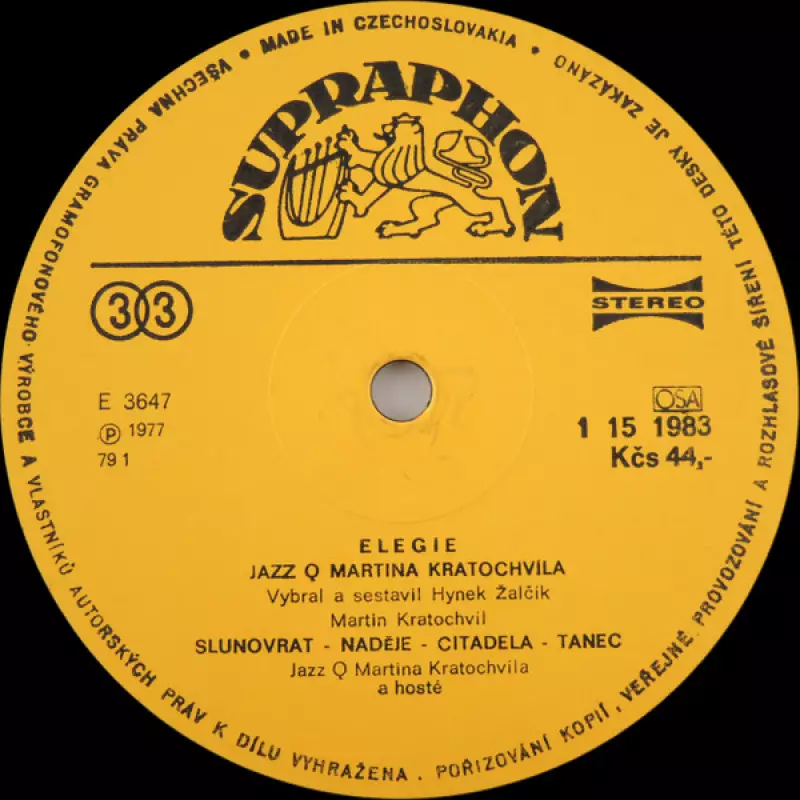 MADE IN CZECHOSLOVAKIA •
VŠECHNA PRÁVA GRAMOFONOVÉHO VÝROBCE A VLASTNÍKŮ AUTORSKÝCH PRÁV K DÍLU VYHRAŽENA. POŘIZOVÁNÍ KOPIÍ, VEŘEJNÉ PROVOZOVÁNÍ A ROZHLASOVÉ ŠÍŘENÍ TÉTO DESKY JE ZAKÁZÁNO •
SUPRAPHON
33
STEREO
E 3647
Ⓟ 1977
79 1
OSA
1 15 1983
Kčs 44,-
ELEGIE
JAZZ Q MARTINA KRATOCHVÍLA
Vybral a sestavil Hynek Žalčík
Martin Kratochvíl
SLUNOVRAT - NADĚJE - CITADELA - TANEC
Jazz Q Martina Kratochvíla
a hosté